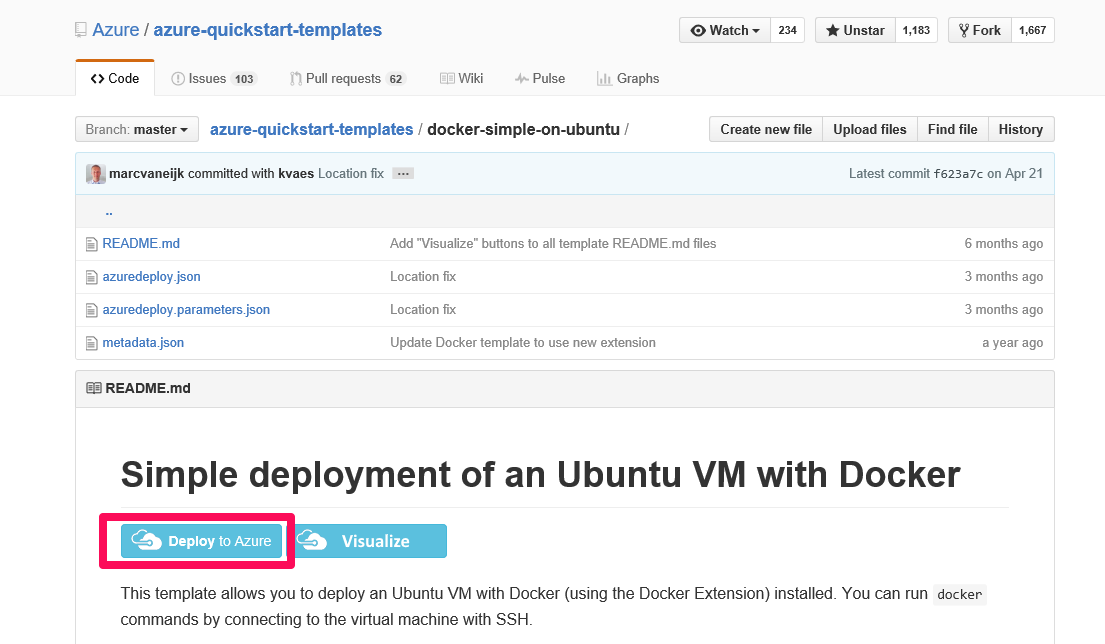 Azure / azure-quickstart-templates Watch 234 Unstar 1,183 Fork 1,667
Code Issues 103 Pull requests 62 Wiki Pulse Graphs
Branch: master azure-quickstart-templates / docker-simple-on-ubuntu / Create new file Upload files Find file History
marcvaneijk committed with kvaes Location fix ... Latest commit f623a7c on Apr 21
..
README.md Add "Visualize" buttons to all template README.md files 6 months ago
azuredeploy.json Location fix 3 months ago
azuredeploy.parameters.json Location fix 3 months ago
metadata.json Update Docker template to use new extension a year ago
README.md
Simple deployment of an Ubuntu VM with Docker
Deploy to Azure Visualize
This template allows you to deploy an Ubuntu VM with Docker (using the Docker Extension) installed. You can run docker
commands by connecting to the virtual machine with SSH.